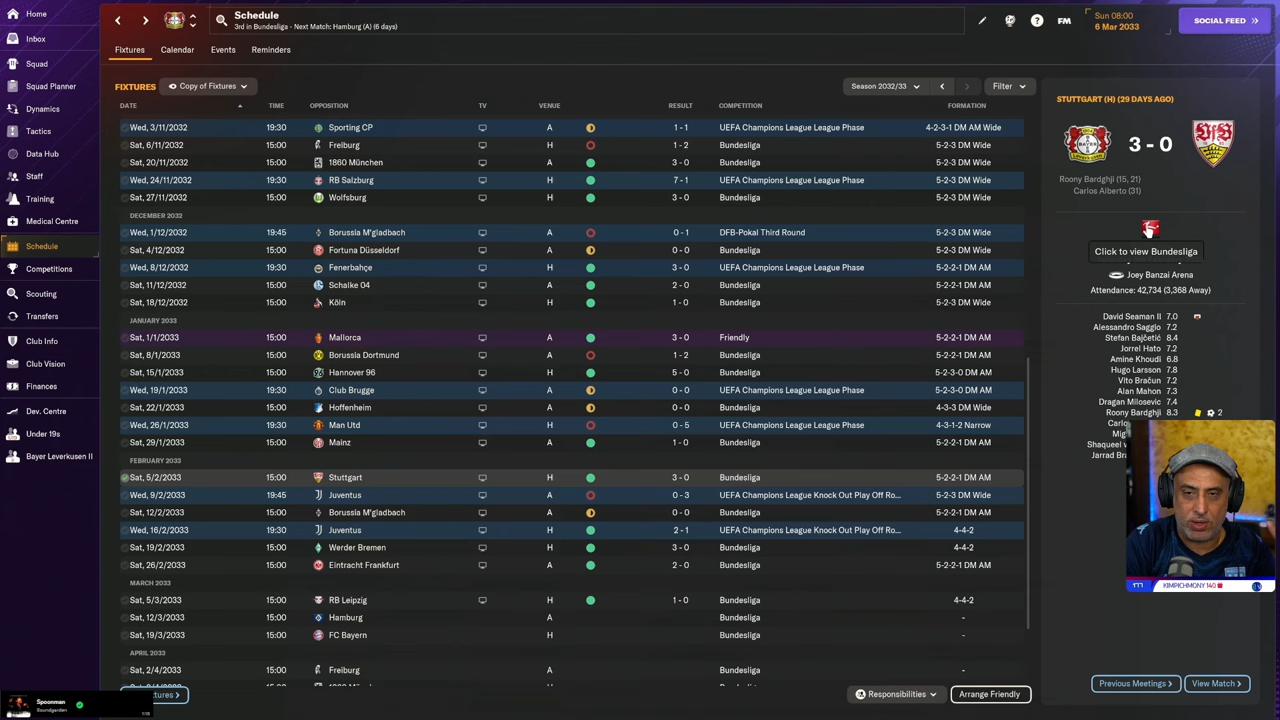 Home
Inbox
Squad
Squad Planner
Dynamics
Tactics
Data Hub
Staff
Training
Medical Centre
Schedule
Competitions
Scouting
Transfers
Club Info
Club Vision
Finances
Dev. Centre
Under 19s
Bayer Leverkusen II
Schedule
3rd in Bundesliga - Next Match: Hamburg (A) (6 days)
FM
Sun 08:00
6 Mar 2033
SOCIAL FEED
Fixtures Calendar Events Reminders
FIXTURES Copy of Fixtures Season 2032/33 Filter
DATE TIME OPPOSITION TV VENUE RESULT COMPETITION FORMATION
Wed, 3/11/2032 19:30 Sporting CP A 1 - 1 UEFA Champions League League Phase 4-2-3-1 DM AM Wide
Sat, 6/11/2032 15:00 Freiburg H 1 - 2 Bundesliga 5-2-3 DM Wide
Sat, 20/11/2032 15:00 1860 München A 3 - 0 Bundesliga 5-2-3 DM Wide
Wed, 24/11/2032 19:30 RB Salzburg H 7 - 1 UEFA Champions League League Phase 5-2-3 DM Wide
Sat, 27/11/2032 15:00 Wolfsburg H 3 - 0 Bundesliga 5-2-3 DM Wide
DECEMBER 2032
Wed, 1/12/2032 19:45 Borussia M'gladbach A 0 - 1 DFB-Pokal Third Round 5-2-3 DM Wide
Sat, 4/12/2032 15:00 Fortuna Düsseldorf A 0 - 0 Bundesliga 5-2-3 DM Wide
Wed, 8/12/2032 19:30 Fenerbahçe H 3 - 0 UEFA Champions League League Phase 5-2-2-1 DM AM
Sat, 11/12/2032 15:00 Schalke 04 A 2 - 0 Bundesliga 5-2-2-1 DM AM
Sat, 18/12/2032 15:00 Köln H 1 - 0 Bundesliga 5-2-3 DM Wide
JANUARY 2033
Sat, 1/1/2033 15:00 Mallorca A 3 - 0 Friendly 5-2-2-1 DM AM
Sat, 8/1/2033 15:00 Borussia Dortmund A 1 - 2 Bundesliga 5-2-2-1 DM AM
Sat, 15/1/2033 15:00 Hannover 96 H 5 - 0 Bundesliga 5-2-3-0 DM AM
Wed, 19/1/2033 19:30 Club Brugge A 0 - 0 UEFA Champions League League Phase 5-2-3-0 DM AM
Sat, 22/1/2033 15:00 Hoffenheim A 0 - 0 Bundesliga 4-3-3 DM Wide
Wed, 26/1/2033 19:30 Man Utd H 0 - 5 UEFA Champions League League Phase 4-3-1-2 Narrow
Sat, 29/1/2033 15:00 Mainz A 1 - 0 Bundesliga 5-2-2-1 DM AM
FEBRUARY 2033
Sat, 5/2/2033 15:00 Stuttgart H 3 - 0 Bundesliga 5-2-2-1 DM AM
Wed, 9/2/2033 19:45 Juventus A 0 - 3 UEFA Champions League Knock Out Play Off Ro... 5-2-3 DM Wide
Sat, 12/2/2033 15:00 Borussia M'gladbach A 0 - 0 Bundesliga 5-2-2-1 DM AM
Wed, 16/2/2033 19:30 Juventus H 2 - 1 UEFA Champions League Knock Out Play Off Ro... 4-4-2
Sat, 19/2/2033 15:00 Werder Bremen H 3 - 0 Bundesliga 4-4-2
Sat, 26/2/2033 15:00 Eintracht Frankfurt A 2 - 0 Bundesliga 5-2-2-1 DM AM
MARCH 2033
Sat, 5/3/2033 15:00 RB Leipzig H 1 - 0 Bundesliga 4-4-2
Sat, 12/3/2033 15:00 Hamburg A Bundesliga -
Sat, 19/3/2033 15:00 FC Bayern H Bundesliga -
APRIL 2033
Sat, 2/4/2033 15:00 Freiburg A Bundesliga -
Responsibilities Arrange Friendly
STUTTGART (H) (29 DAYS AGO)
3 - 0
Roony Bardghji (15, 21)
Carlos Alberto (31)
Click to view Bundesliga
Joey Banzai Arena
Attendance: 42,734 (3,368 Away)
David Seaman II 7.0
Alessandro Saggio 7.2
Stefan Bajčetić 8.4
Jorrel Hato 7.2
Amine Khoudi 6.8
Hugo Larsson 7.8
Vito Bračun 7.2
Alan Mahon 7.3
Dragan Milosevic 7.4
Roony Bardghji 8.3 2
KIMPICHMONY 140
Previous Meetings View Match
Spoonman
Soundgarden